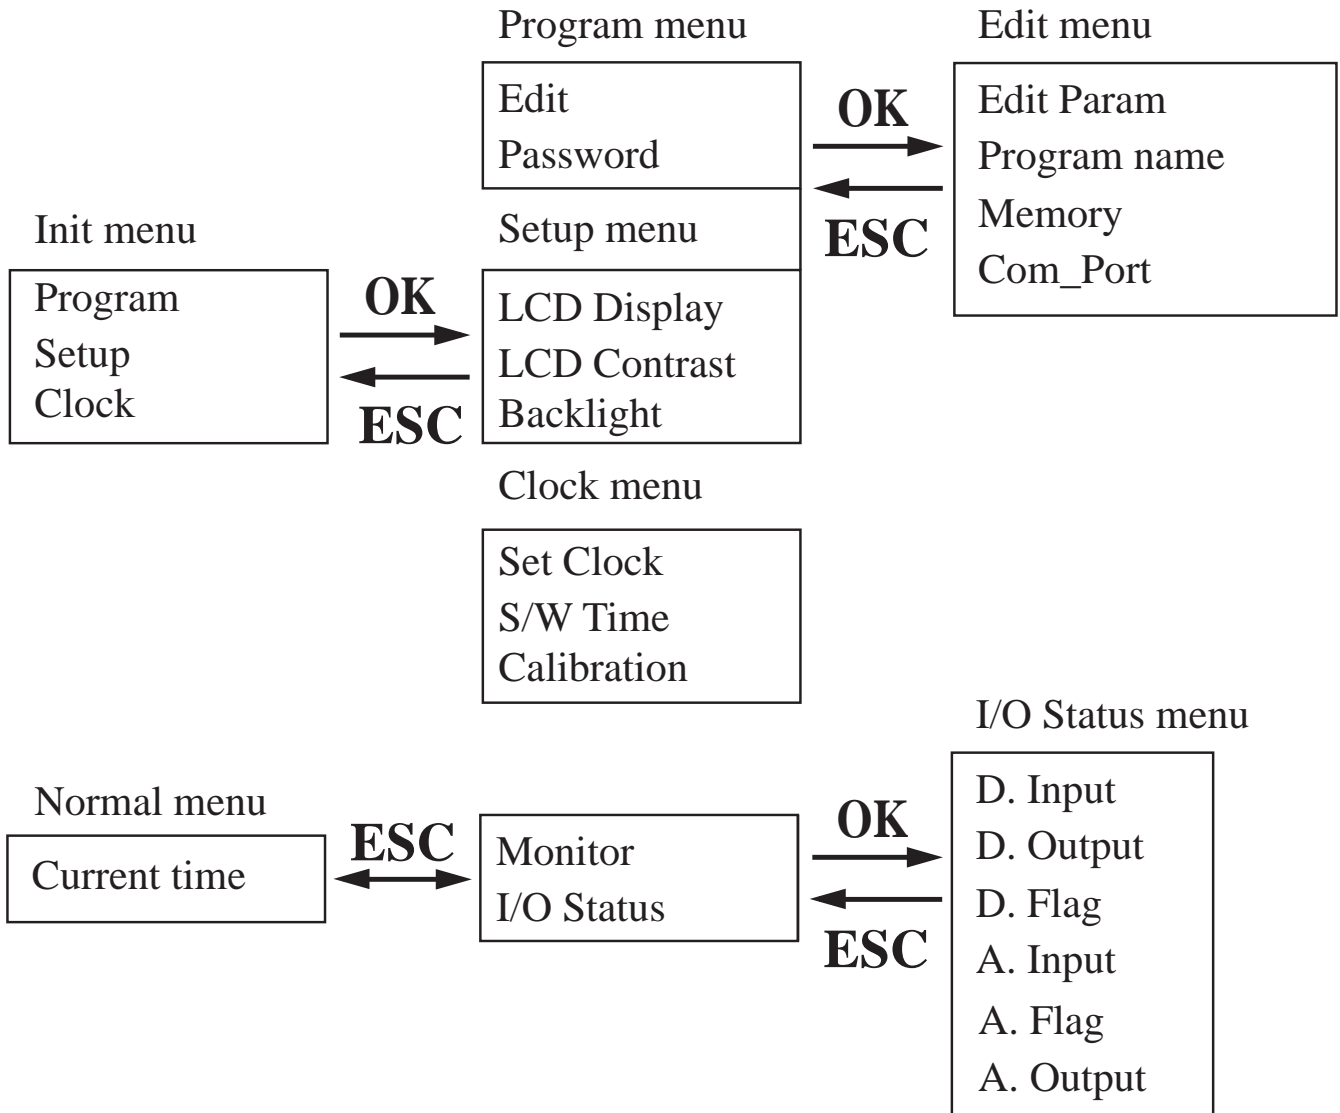 Program menu
Edit
Password
OK
ESC
Edit menu
Edit Param
Program name
Memory
Com_Port
Init menu
Program
Setup
Clock
OK
ESC
Setup menu
LCD Display
LCD Contrast
Backlight
Clock menu
Set Clock
S/W Time
Calibration
Normal menu
Current time
ESC
Monitor
I/O Status
OK
ESC
I/O Status menu
D. Input
D. Output
D. Flag
A. Input
A. Flag
A. Output